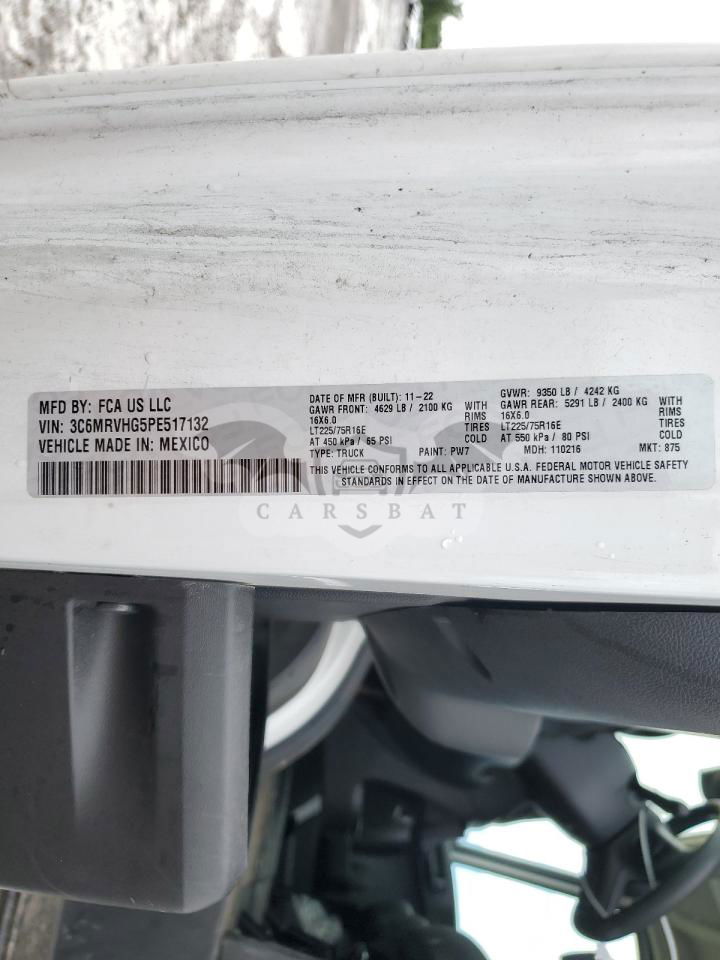 MFD BY: FCA US LLC
VIN: 3C6MRVHG5PE517132
VEHICLE MADE IN: MEXICO
DATE OF MFR (BUILT): 11-22
GAWR FRONT: 4629 LB / 2100 KG WITH
16X6.0 RIMS
LT225/75R16E TIRES
AT 450 kPa / 65 PSI COLD
TYPE: TRUCK PAINT: PW7
GVWR: 9350 LB / 4242 KG
GAWR REAR: 5291 LB / 2400 KG WITH
16X6.0 RIMS
LT225/75R16E TIRES
AT 550 kPa / 80 PSI COLD
MDH: 110216 MKT: 875
THIS VEHICLE CONFORMS TO ALL APPLICABLE U.S.A. FEDERAL MOTOR VEHICLE SAFETY
STANDARDS IN EFFECT ON THE DATE OF MANUFACTURE SHOWN ABOVE.
CARSBAT